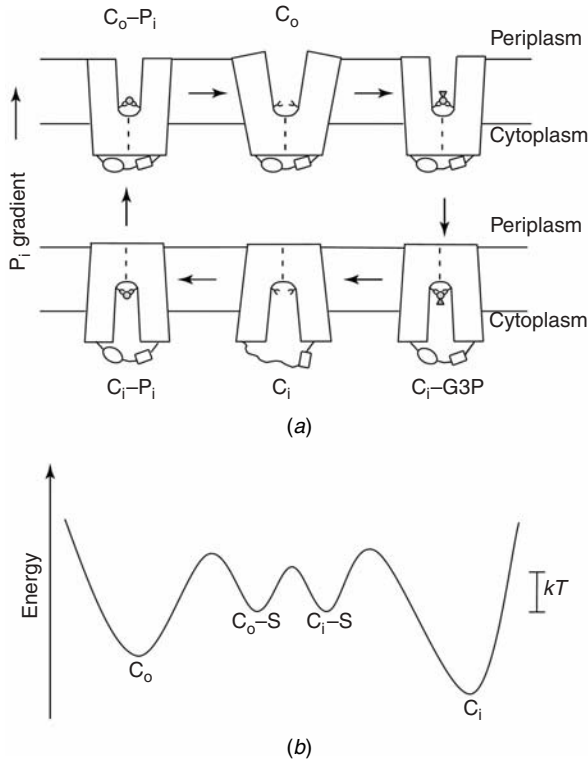 Cₒ–Pᵢ
Cₒ
Periplasm
Cytoplasm
Pᵢ gradient
Periplasm
Cytoplasm
Cᵢ–Pᵢ
Cᵢ
Cᵢ–G3P
(a)
Energy
kT
Cₒ–S
Cᵢ–S
Cₒ
Cᵢ
(b)